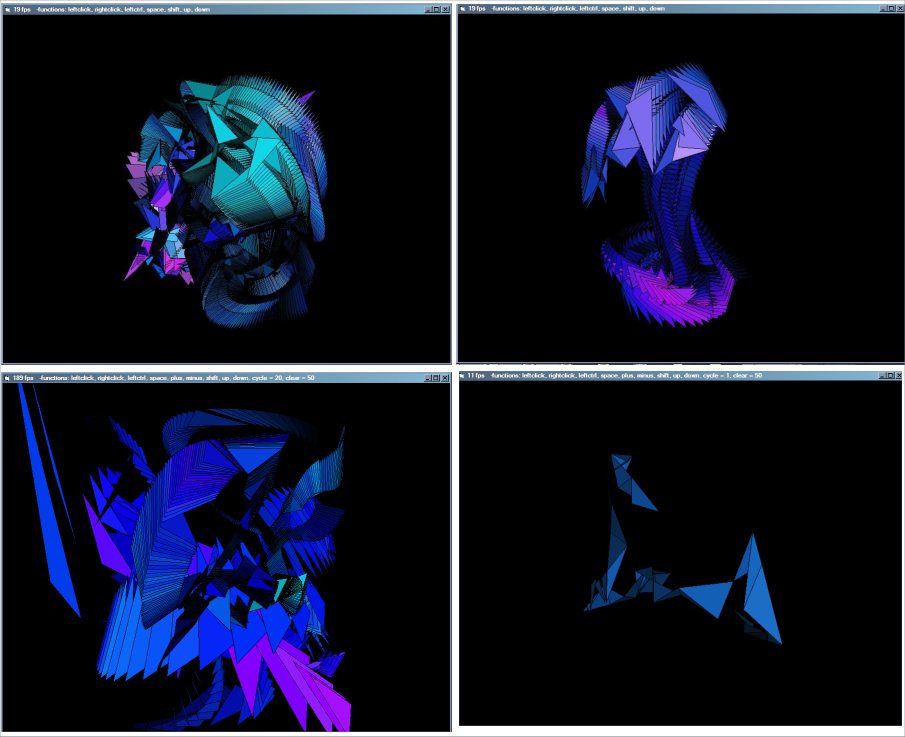 19 fps -functions: leftclick, rightclick, leftctrl, space, shift, up, down
19 fps -functions: leftclick, rightclick, leftctrl, space, shift, up, down
189 fps -functions: leftclick, rightclick, leftctrl, space, plus, minus, shift, up, down. cycle = 20, clear = 50
11 fps -functions: leftclick, rightclick, leftctrl, space, plus, minus, shift, up, down. cycle = 1, clear = 50